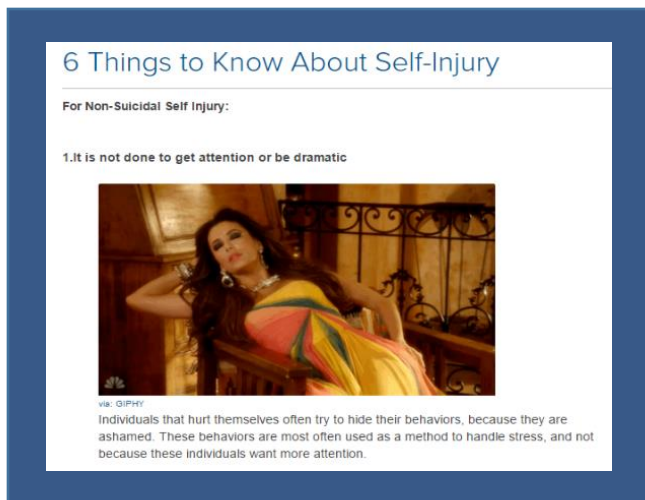 6 Things to Know About Self-Injury
For Non-Suicidal Self Injury:
1.It is not done to get attention or be dramatic
via: GIPHY
Individuals that hurt themselves often try to hide their behaviors, because they are
ashamed. These behaviors are most often used as a method to handle stress, and not
because these individuals want more attention.